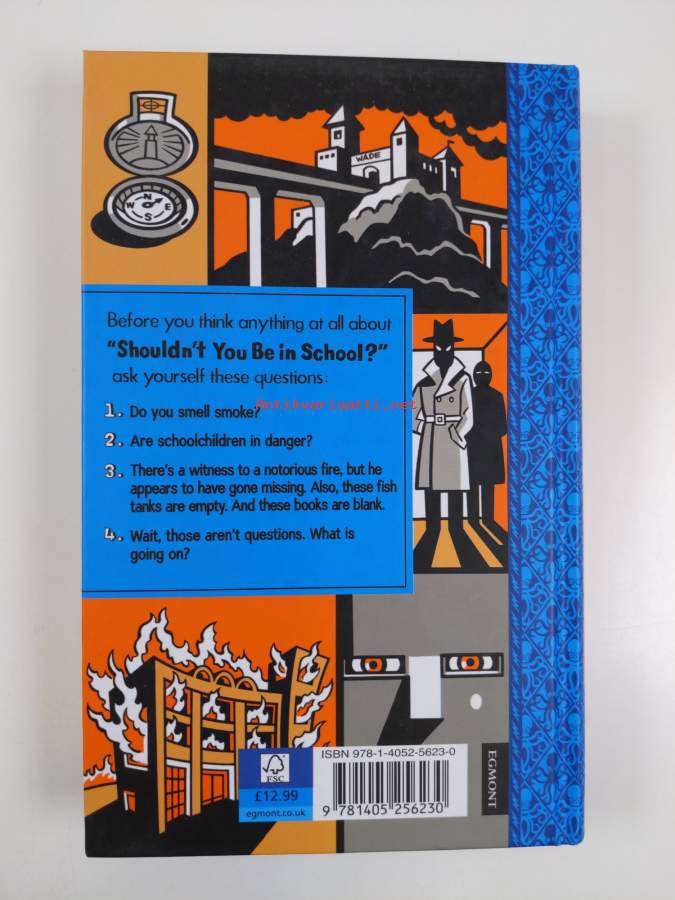 WADE
N
W E
S
Before you think anything at all about
"Shouldn't You Be in School?"
ask yourself these questions:
1. Do you smell smoke?
Antikvariaatti.net
2. Are schoolchildren in danger?
3. There's a witness to a notorious fire, but he
appears to have gone missing. Also, these fish
tanks are empty. And these books are blank.
4. Wait, those aren't questions. What is
going on?
FSC
£12.99
egmont.co.uk
ISBN 978-1-4052-5623-0
9 781405 256230
EGMONT